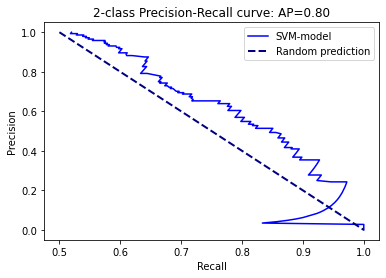 2-class Precision-Recall curve: AP=0.80
SVM-model
Random prediction
Precision
1.0
0.8
0.6
0.4
0.2
0.0
0.5
0.6
0.7
0.8
0.9
1.0
Recall